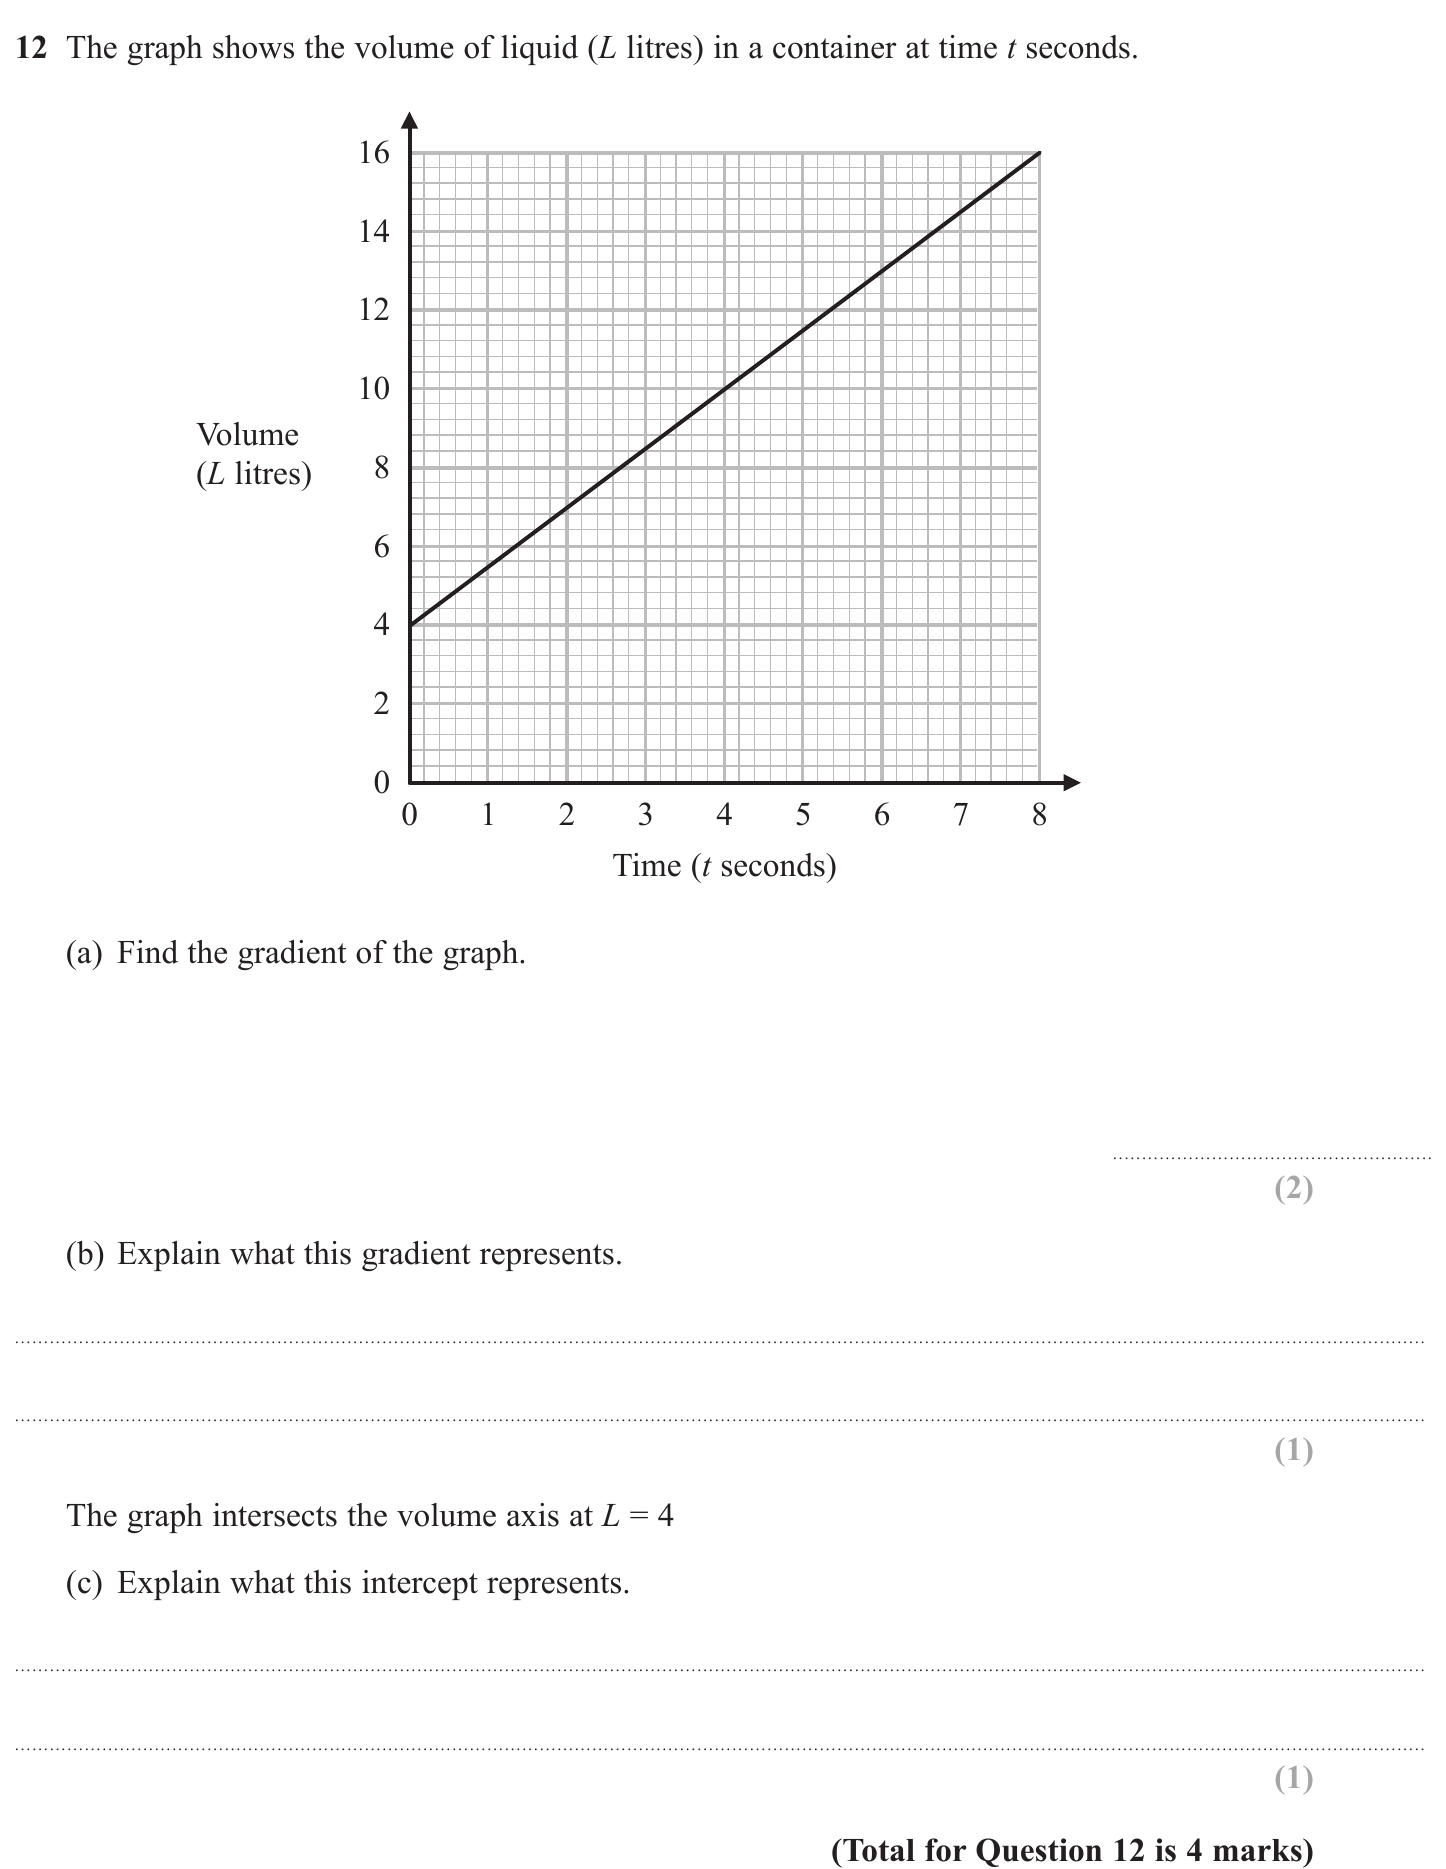 12 The graph shows the volume of liquid (L litres) in a container at time t seconds.
16
14
12
10
Volume
(L litres)
8
6
4
2
0
0 1 2 3 4 5 6 7 8
Time (t seconds)
(a) Find the gradient of the graph.
(2)
(b) Explain what this gradient represents.
(1)
The graph intersects the volume axis at L = 4
(c) Explain what this intercept represents.
(1)
(Total for Question 12 is 4 marks)